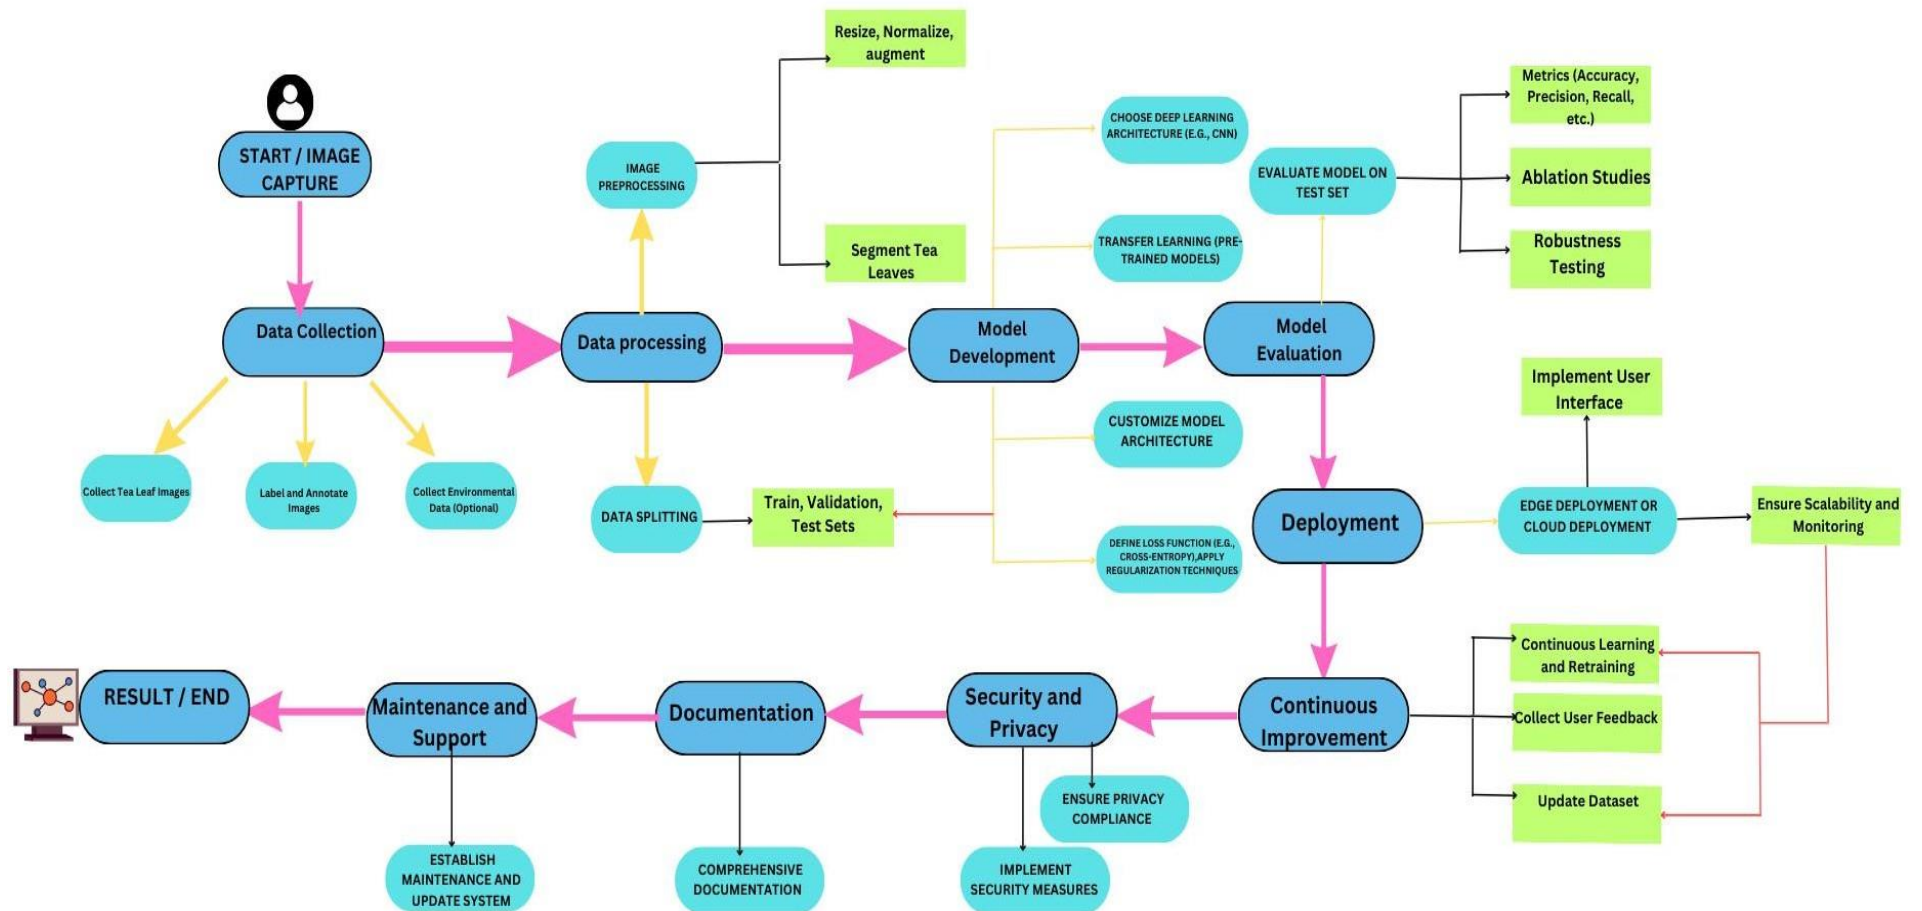 START / IMAGE
CAPTURE
Data Collection
Collect Tea Leaf Images
Label and Annotate
Images
Collect Environmental
Data (Optional)
Data processing
IMAGE
PREPROCESSING
Resize, Normalize,
augment
Segment Tea
Leaves
DATA SPLITTING
Train, Validation,
Test Sets
Model
Development
CHOOSE DEEP LEARNING
ARCHITECTURE (E.G., CNN)
TRANSFER LEARNING (PRE-
TRAINED MODELS)
CUSTOMIZE MODEL
ARCHITECTURE
DEFINE LOSS FUNCTION (E.G.,
CROSS-ENTROPY),APPLY
REGULARIZATION TECHNIQUES
Model
Evaluation
EVALUATE MODEL ON
TEST SET
Metrics (Accuracy,
Precision, Recall,
etc.)
Ablation Studies
Robustness
Testing
Deployment
EDGE DEPLOYMENT OR
CLOUD DEPLOYMENT
Implement User
Interface
Ensure Scalability and
Monitoring
Continuous
Improvement
Continuous Learning
and Retraining
Collect User Feedback
Update Dataset
Security and
Privacy
ENSURE PRIVACY
COMPLIANCE
IMPLEMENT
SECURITY MEASURES
Documentation
COMPREHENSIVE
DOCUMENTATION
Maintenance and
Support
ESTABLISH
MAINTENANCE AND
UPDATE SYSTEM
RESULT / END